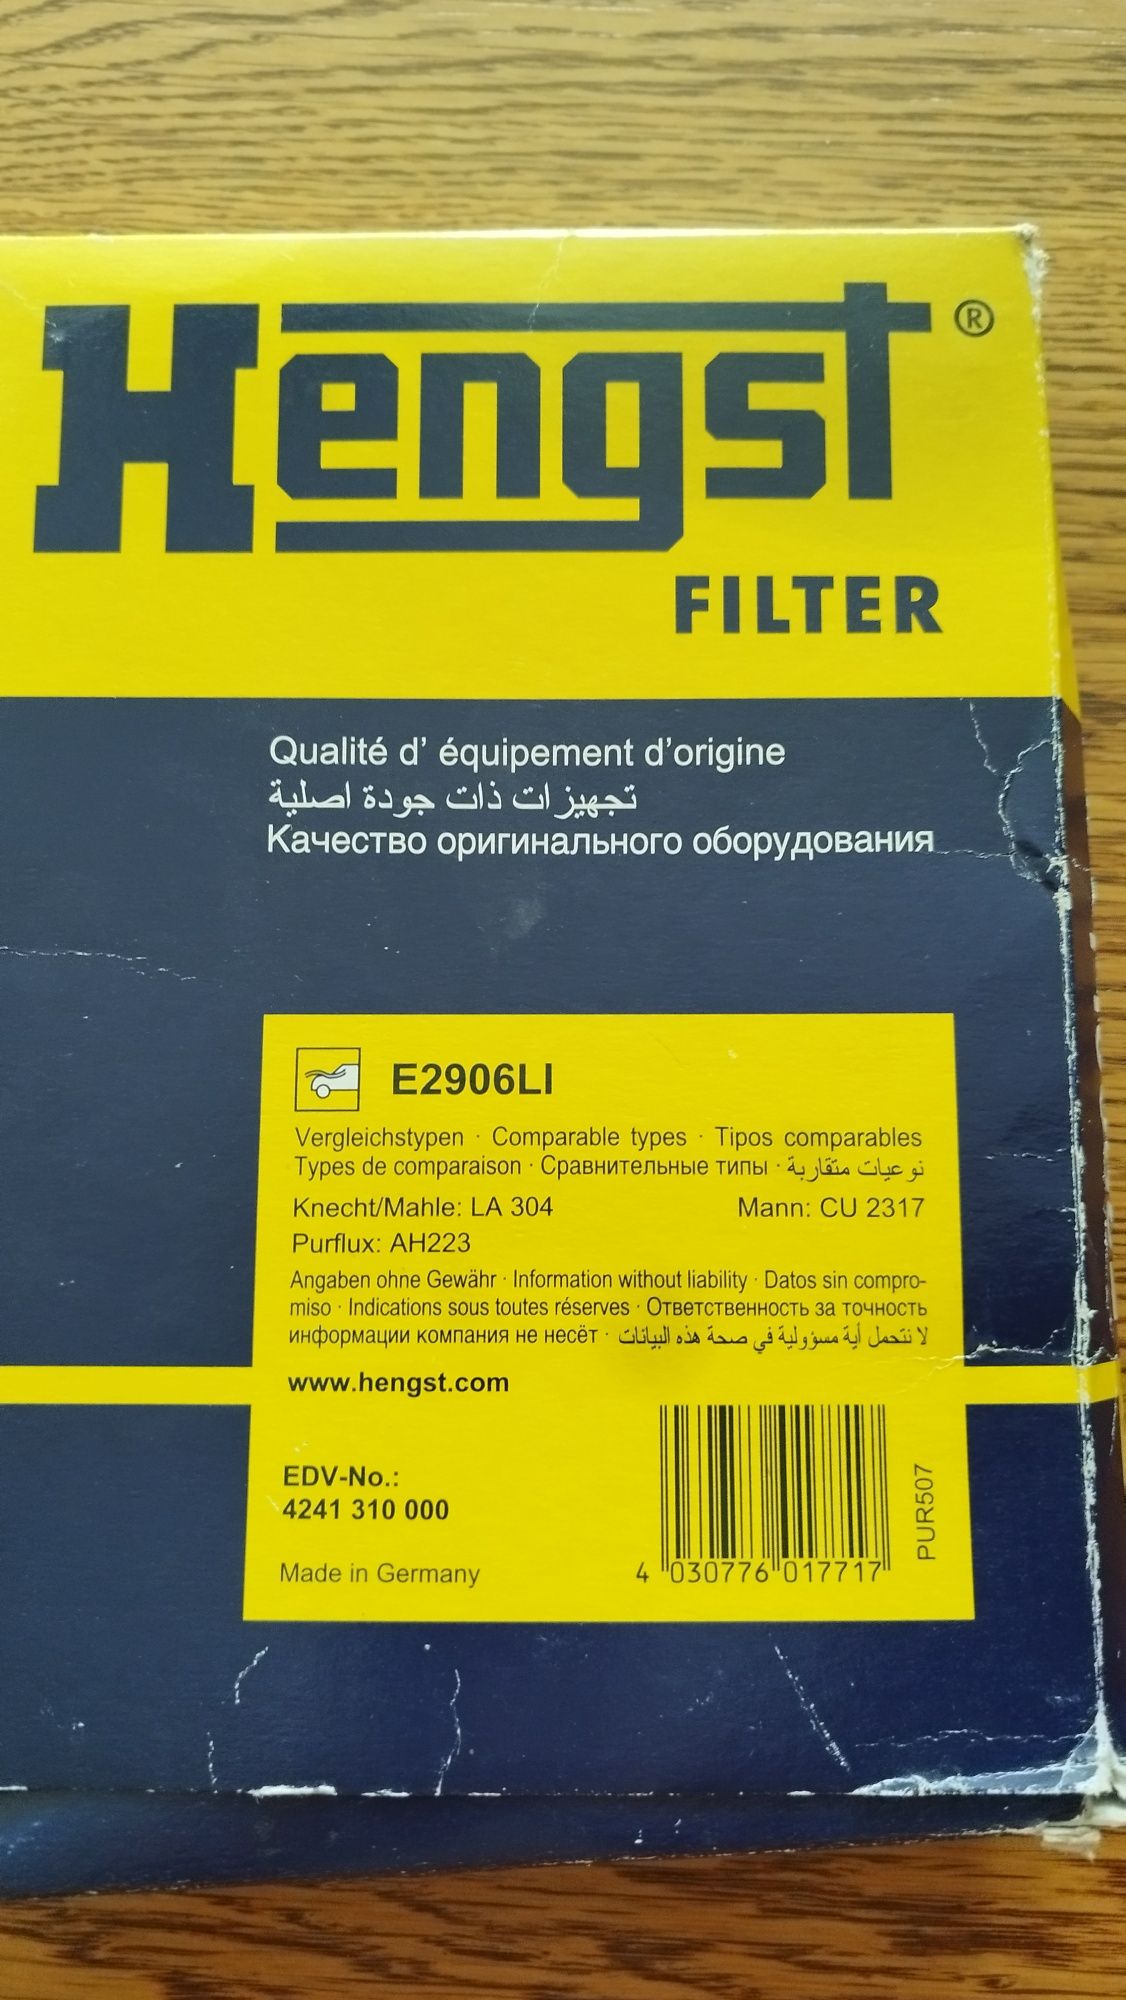 Hengst®
FILTER
Qualité d' équipement d'origine
تجهيزات ذات جودة اصلية
Качество оригинального оборудования
E2906LI
Vergleichstypen · Comparable types · Tipos comparables
Types de comparaison · Сравнительные типы · نوعيات متقاربة
Knecht/Mahle: LA 304 Mann: CU 2317
Purflux: AH223
Angaben ohne Gewähr · Information without liability · Datos sin compro-
miso · Indications sous toutes réserves · Ответственность за точность
информации компания не несёт · لا نتحمل أية مسؤولية في صحة هذه البيانات
www.hengst.com
EDV-No.:
4241 310 000
Made in Germany
4 030776 017717
PUR507